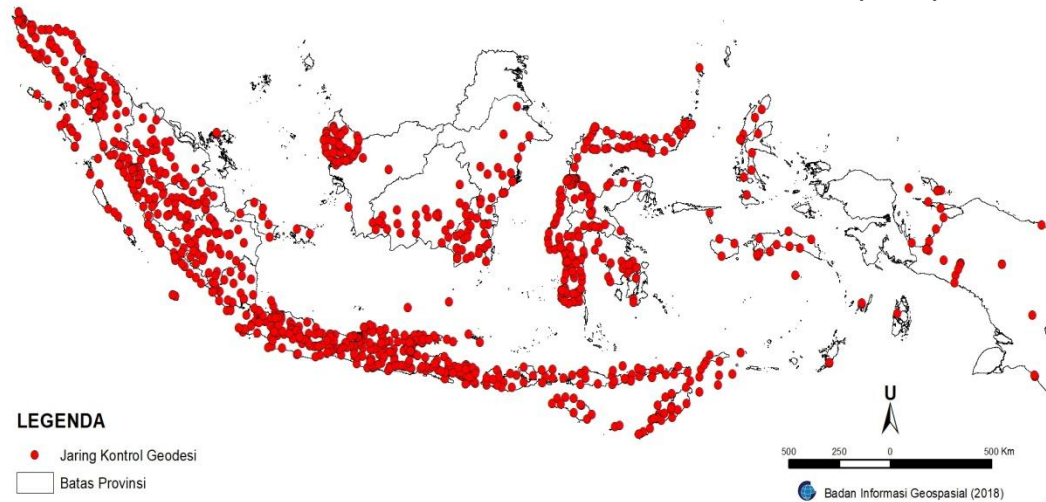 U
LEGENDA
Jaring Kontrol Geodesi
Batas Provinsi
500 250 0 500 Km
Badan Informasi Geospasial (2018)